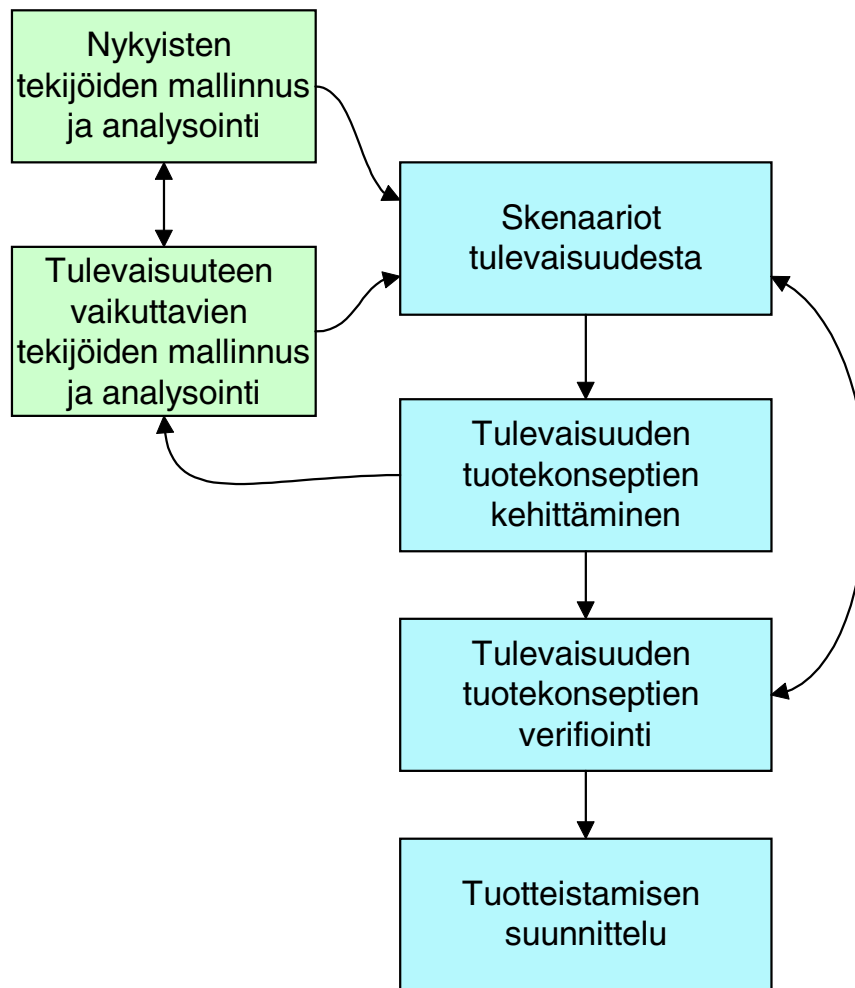 Nykyisten
tekijöiden mallinnus
ja analysointi
Skenaariot
tulevaisuudesta
Tulevaisuuteen
vaikuttavien
tekijöiden mallinnus
ja analysointi
Tulevaisuuden
tuotekonseptien
kehittäminen
Tulevaisuuden
tuotekonseptien
verifiointi
Tuotteistamisen
suunnittelu